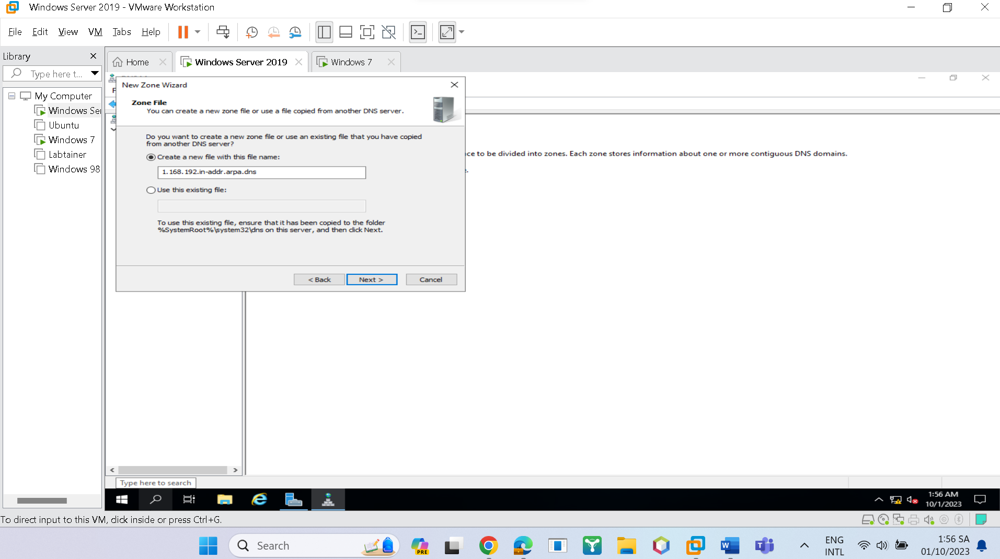 Windows Server 2019 - VMware Workstation
File Edit View VM Tabs Help
Library
Home
Windows Server 2019
Windows 7
Type here t...
My Computer
Windows Ser
Ubuntu
Windows 7
Labtainer
Windows 98
New Zone Wizard
Zone File
You can create a new zone file or use a file copied from another DNS server.
Do you want to create a new zone file or use an existing file that you have copied
from another DNS server?
Create a new file with this file name:
1.168.192.in-addr.arpa.dns
Use this existing file:
To use this existing file, ensure that it has been copied to the folder
%SystemRoot%\system32\dns on this server, and then click Next.
< Back
Next >
Cancel
ce to be divided into zones. Each zone stores information about one or more contiguous DNS domains.
Type here to search
1:56 AM
10/1/2023
To direct input to this VM, click inside or press Ctrl+G.
Search
PRE
ENG
INTL
1:56 SA
01/10/2023